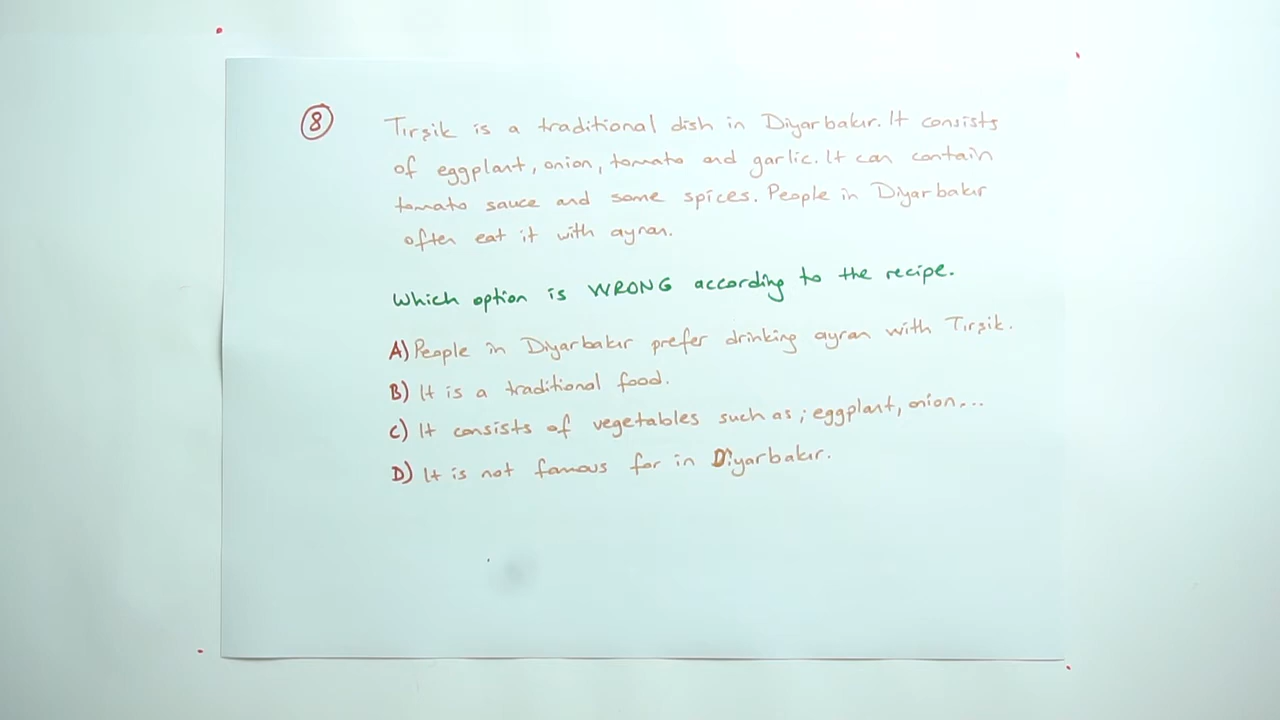 8
Tırşik is a traditional dish in Diyarbakır. It consists
of eggplant, onion, tomato and garlic. It can contain
tomato sauce and some spices. People in Diyarbakır
often eat it with ayran.
Which option is WRONG according to the recipe.
A) People in Diyarbakır prefer drinking ayran with Tırşik.
B) It is a traditional food.
C) It consists of vegetables such as; eggplant, onion...
D) It is not famous for in Diyarbakır.